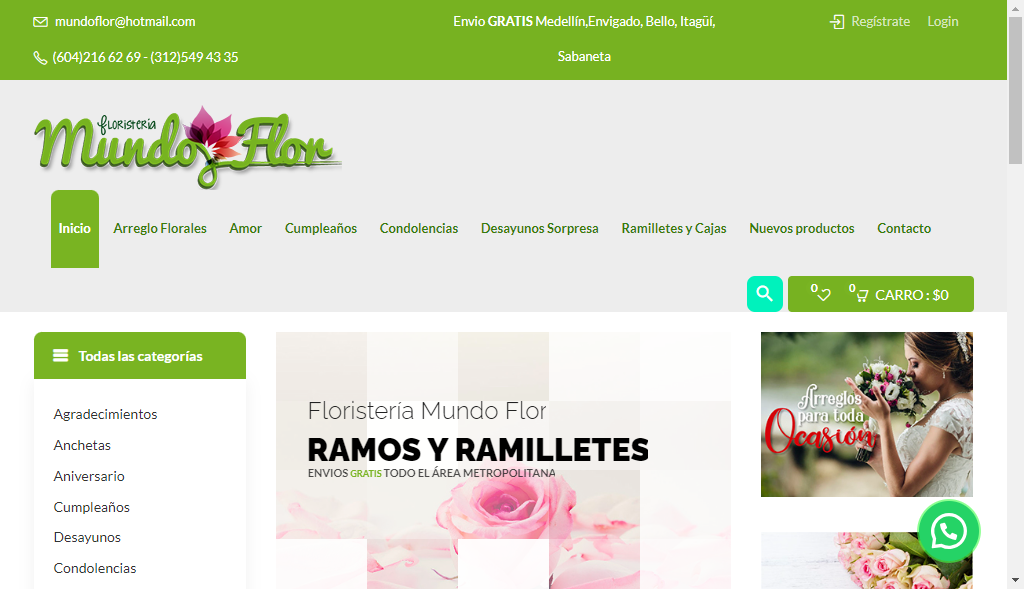 mundoflor@hotmail.com
(604)216 62 69 - (312)549 43 35
Envio GRATIS Medellín,Envigado, Bello, Itagüí,
Sabaneta
Regístrate Login
floristeria
Mundo Flor
Inicio Arreglo Florales Amor Cumpleaños Condolencias Desayunos Sorpresa Ramilletes y Cajas Nuevos productos Contacto
0 0 CARRO : $0
Todas las categorías
Agradecimientos
Anchetas
Aniversario
Cumpleaños
Desayunos
Condolencias
Floristería Mundo Flor
RAMOS Y RAMILLETES
ENVIOS GRATIS TODO EL ÁREA METROPOLITANA
Arreglos
para toda
Ocasión